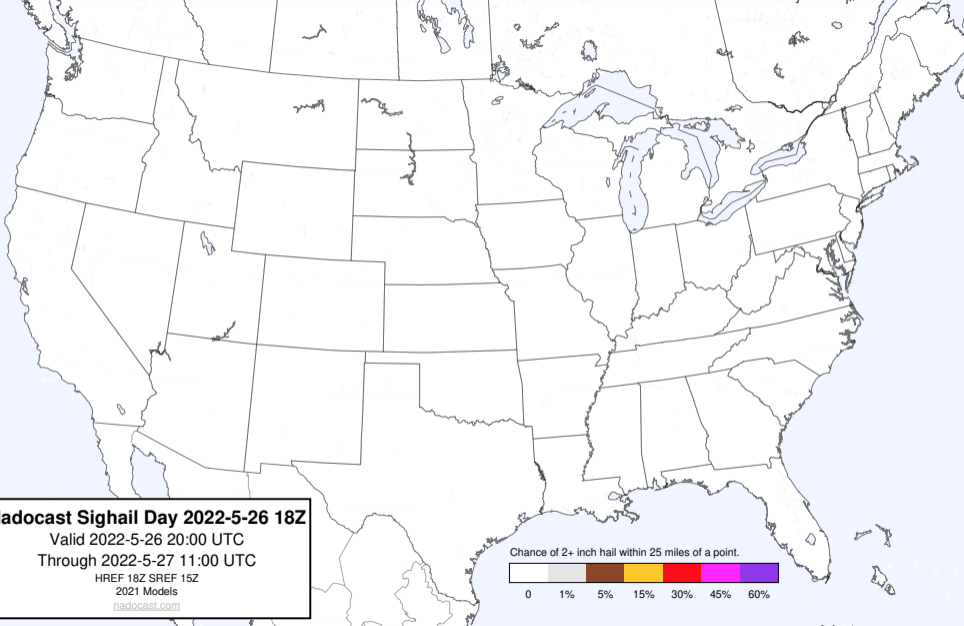 adocast Sighail Day 2022-5-26 18Z
Valid 2022-5-26 20:00 UTC
Through 2022-5-27 11:00 UTC
HREF 18Z SREF 15Z
2021 Models
nadocast.com
Chance of 2+ inch hail within 25 miles of a point.
0 1% 5% 15% 30% 45% 60%